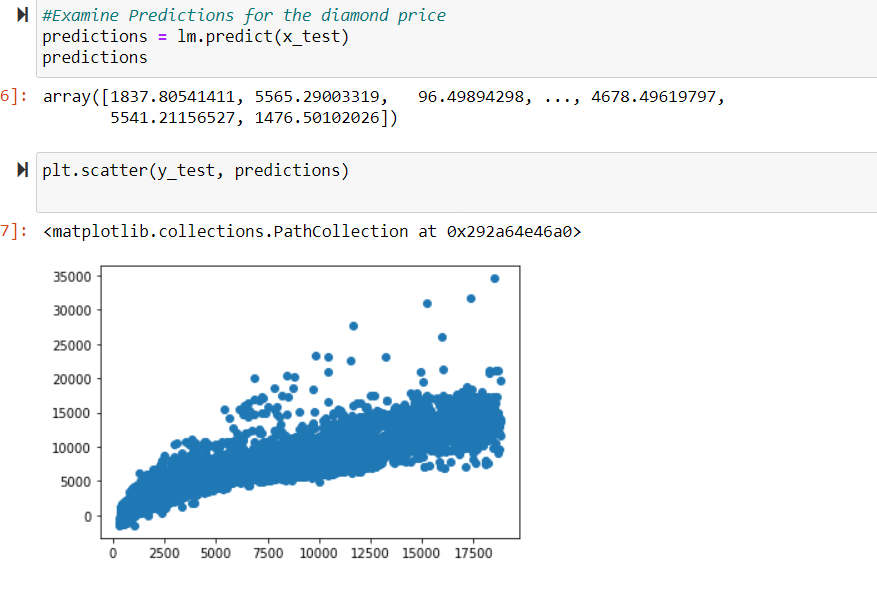 #Examine Predictions for the diamond price
predictions = lm.predict(x_test)
predictions
6]: array([1837.80541411, 5565.29003319,   96.49894298, ..., 4678.49619797,
5541.21156527, 1476.50102026])
plt.scatter(y_test, predictions)
7]: <matplotlib.collections.PathCollection at 0x292a64e46a0>
35000
30000
25000
20000
15000
10000
5000
0
0 2500 5000 7500 10000 12500 15000 17500